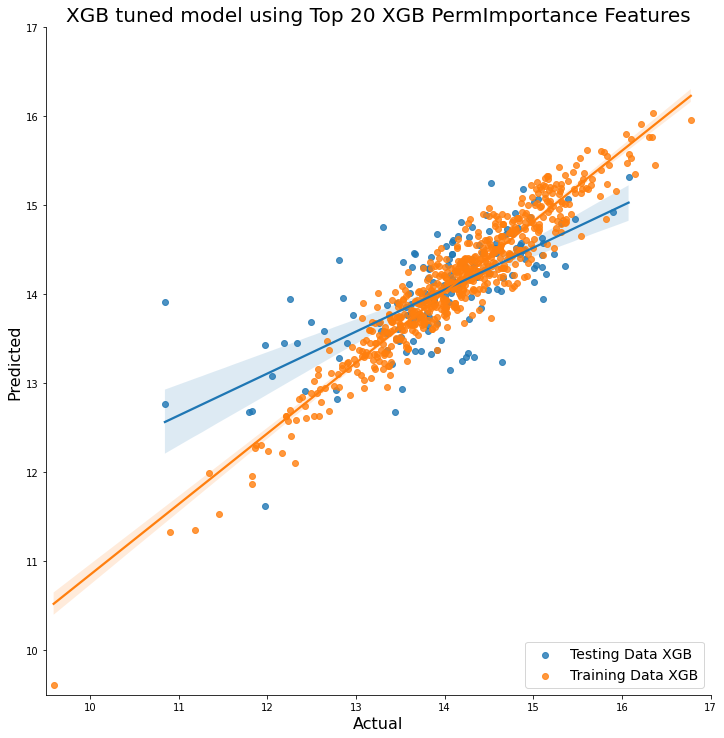 XGB tuned model using Top 20 XGB PermImportance Features
17
16
15
14
13
12
11
10
Predicted
10 11 12 13 14 15 16 17
Actual
Testing Data XGB
Training Data XGB